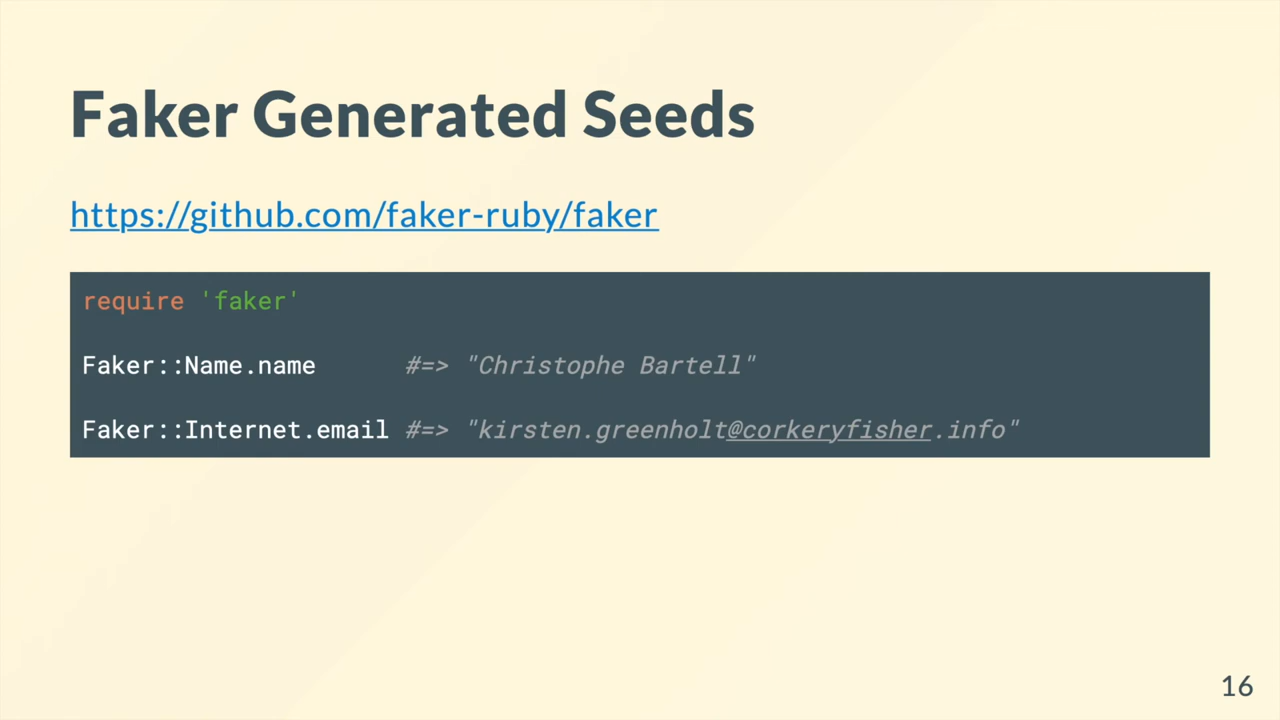 Faker Generated Seeds
https://github.com/faker-ruby/faker
require 'faker'
Faker::Name.name      #=> "Christophe Bartell"
Faker::Internet.email #=> "kirsten.greenholt@corkeryfisher.info"
16